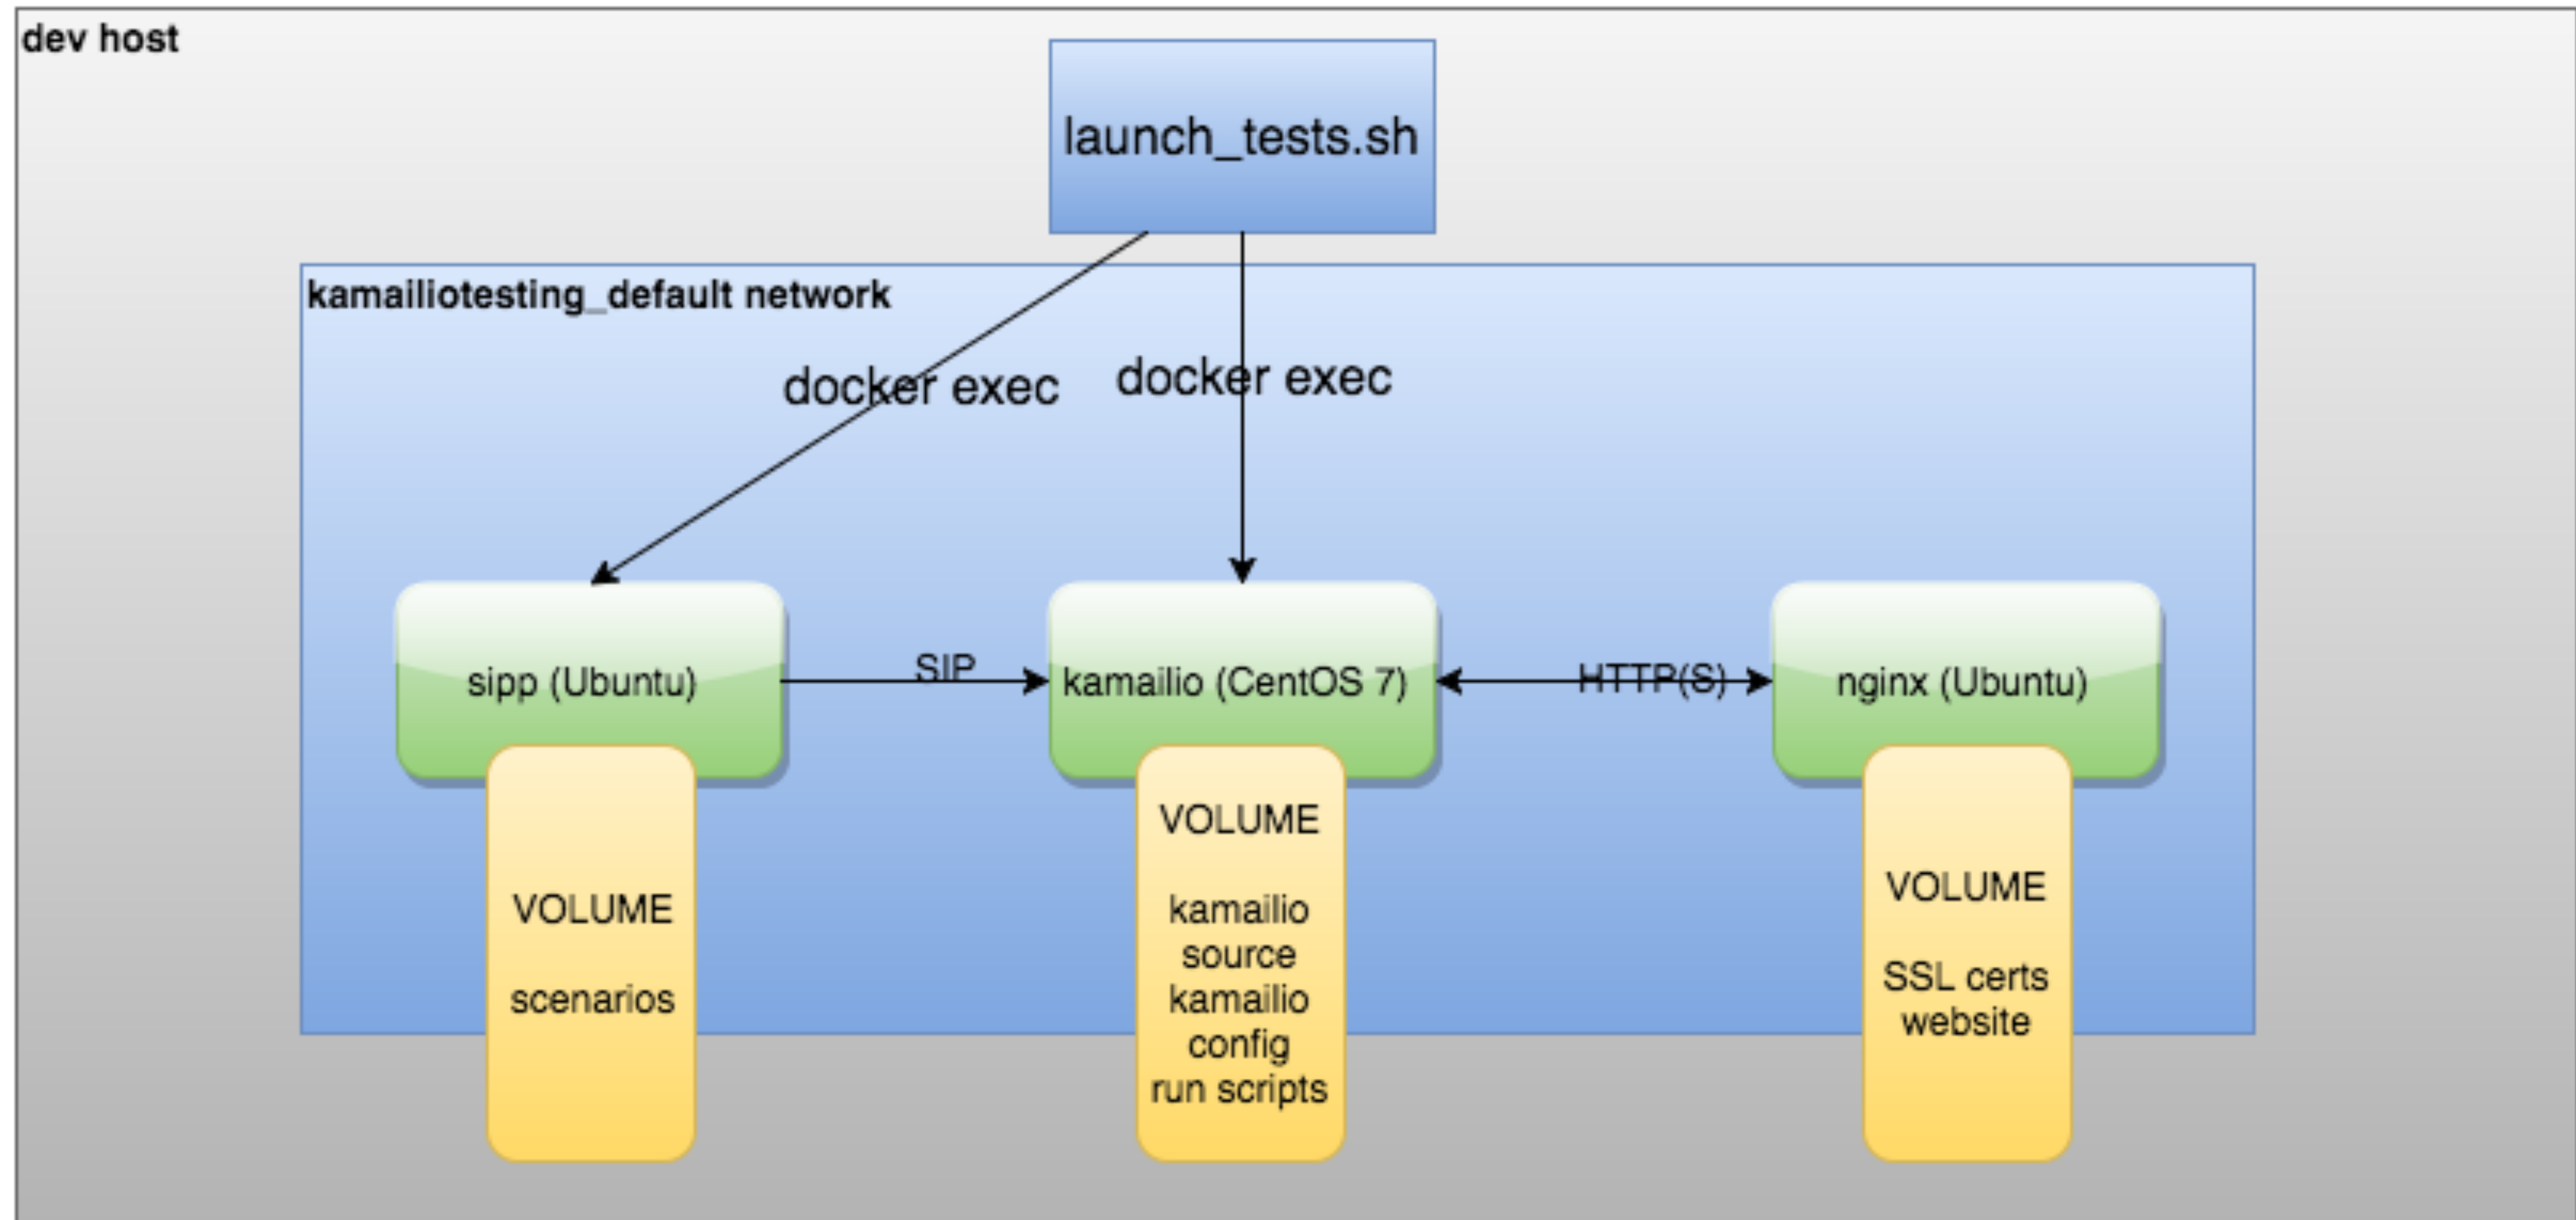 dev host
launch_tests.sh
kamailiotesting_default network
docker exec
docker exec
sipp (Ubuntu)
SIP
kamailio (CentOS 7)
HTTP(S)
nginx (Ubuntu)
VOLUME
scenarios
VOLUME
kamailio
source
kamailio
config
run scripts
VOLUME
SSL certs
website